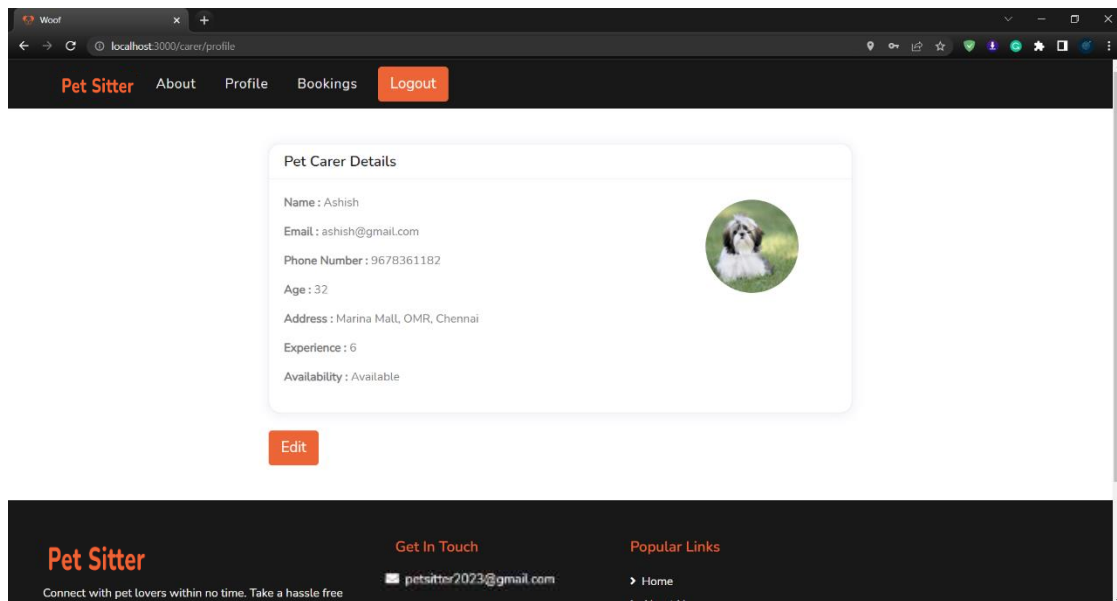 Woof
localhost:3000/carer/profile
Pet Sitter About Profile Bookings Logout
Pet Carer Details
Name : Ashish
Email : ashish@gmail.com
Phone Number : 9678361182
Age : 32
Address : Marina Mall, OMR, Chennai
Experience : 6
Availability : Available
Edit
Pet Sitter
Connect with pet lovers within no time. Take a hassle free
Get In Touch
petsitter2023@gmail.com
Popular Links
Home